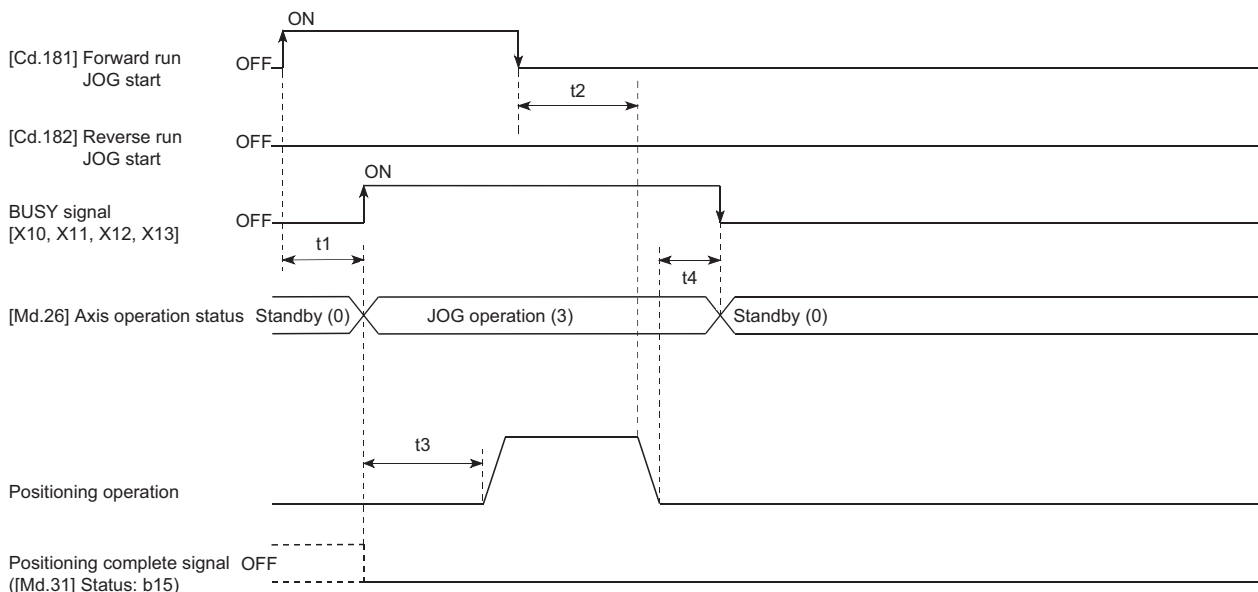 ON
[Cd.181] Forward run
JOG start
OFF
t2
[Cd.182] Reverse run
JOG start
OFF
ON
BUSY signal
[X10, X11, X12, X13]
OFF
t1
t4
[Md.26] Axis operation status
Standby (0)
JOG operation (3)
Standby (0)
t3
Positioning operation
Positioning complete signal
([Md.31] Status: b15)
OFF